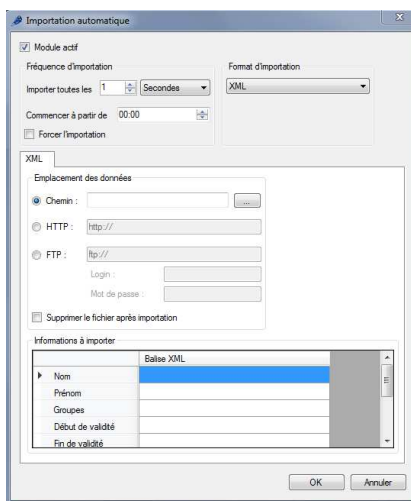 Importation automatique
Module actif
Fréquence d'importation
Importer toutes les 1 Secondes
Commencer à partir de 00:00
Forcer l'importation
Format d'importation
XML
XML
Emplacement des données
Chemin : ...
HTTP : http://
FTP : ftp://
Login :
Mot de passe :
Supprimer le fichier après importation
Informations à importer
Balise XML
Nom
Prénom
Groupes
Début de validité
Fin de validité
OK Annuler